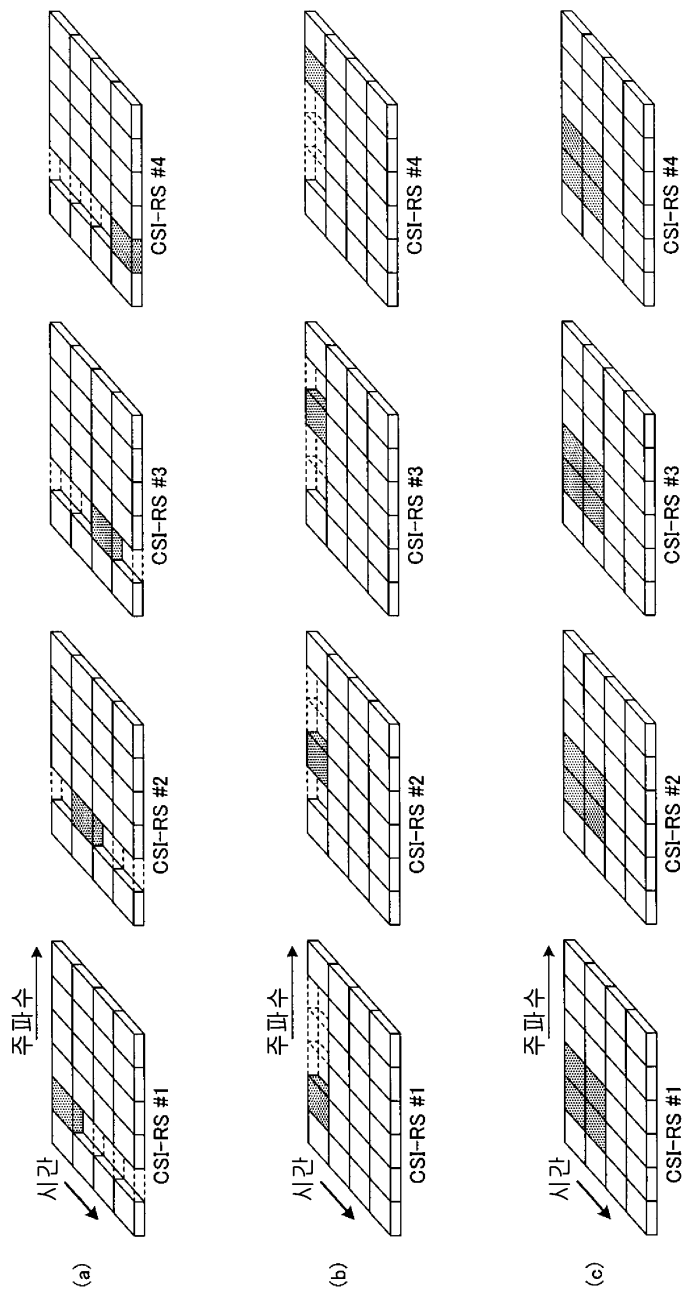 (a)
시간
주파수
CSI-RS #1
CSI-RS #2
CSI-RS #3
CSI-RS #4
(b)
시간
주파수
CSI-RS #1
CSI-RS #2
CSI-RS #3
CSI-RS #4
(c)
시간
주파수
CSI-RS #1
CSI-RS #2
CSI-RS #3
CSI-RS #4